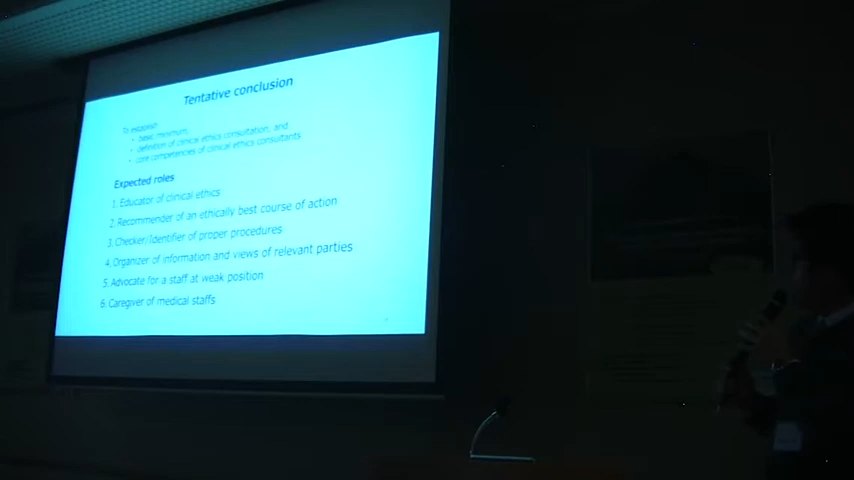 Tentative conclusion
To establish
• basic minimum,
• definition of clinical ethics consultation, and
• core competencies of clinical ethics consultants
Expected roles
1. Educator of clinical ethics
2. Recommender of an ethically best course of action
3. Checker/Identifier of proper procedures
4. Organizer of information and views of relevant parties
5. Advocate for a staff at weak position
6. Caregiver of medical staffs